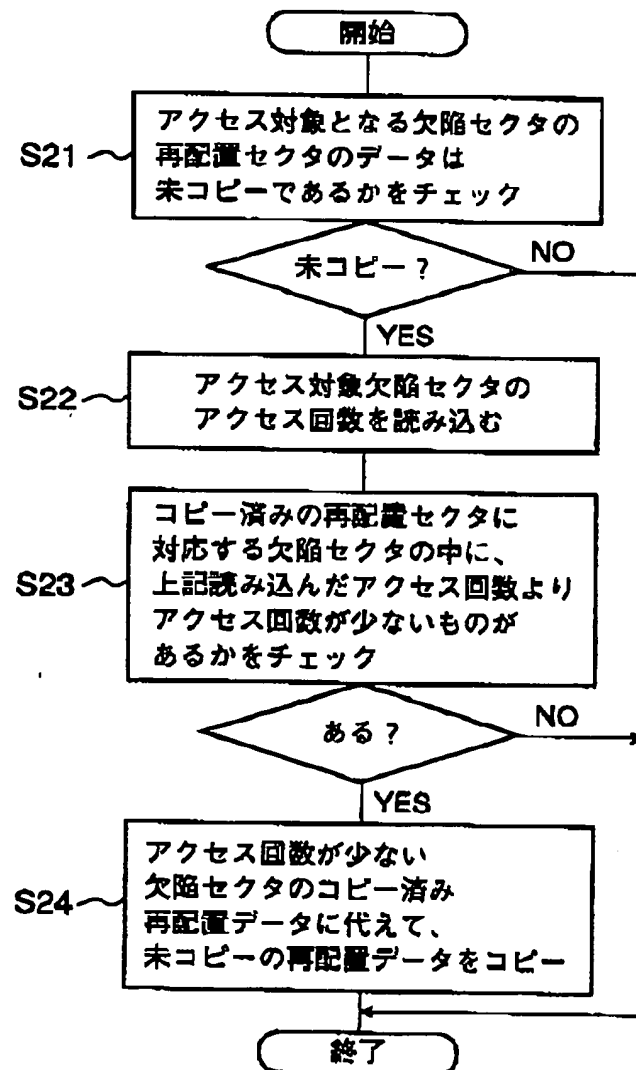 開始
S21
アクセス対象となる欠陥セクタの
再配置セクタのデータは
未コピーであるかをチェック
未コピー？
NO
YES
S22
アクセス対象欠陥セクタの
アクセス回数を読み込む
S23
コピー済みの再配置セクタに
対応する欠陥セクタの中に、
上記読み込んだアクセス回数より
アクセス回数が少ないものが
あるかをチェック
ある？
NO
YES
S24
アクセス回数が少ない
欠陥セクタのコピー済み
再配置データに代えて、
未コピーの再配置データをコピー
終了